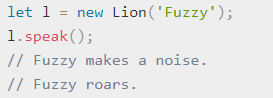 let l = new Lion('Fuzzy');
l.speak();
// Fuzzy makes a noise.
// Fuzzy roars.